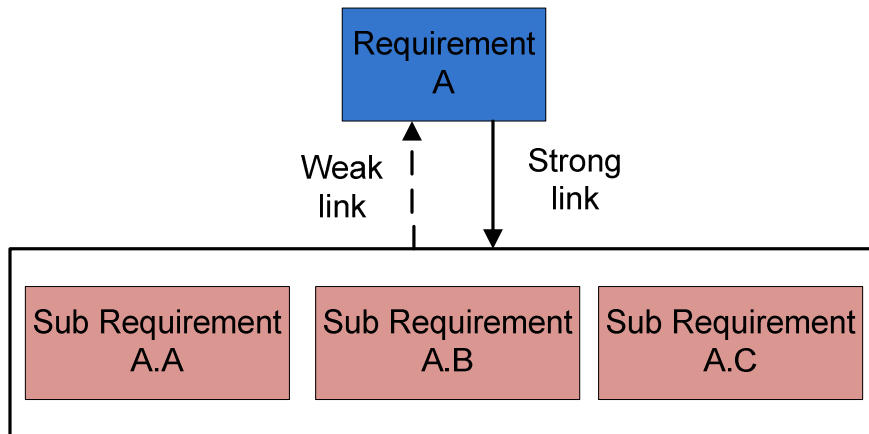 Requirement
A
Weak
link
Strong
link
Sub Requirement
A.A
Sub Requirement
A.B
Sub Requirement
A.C